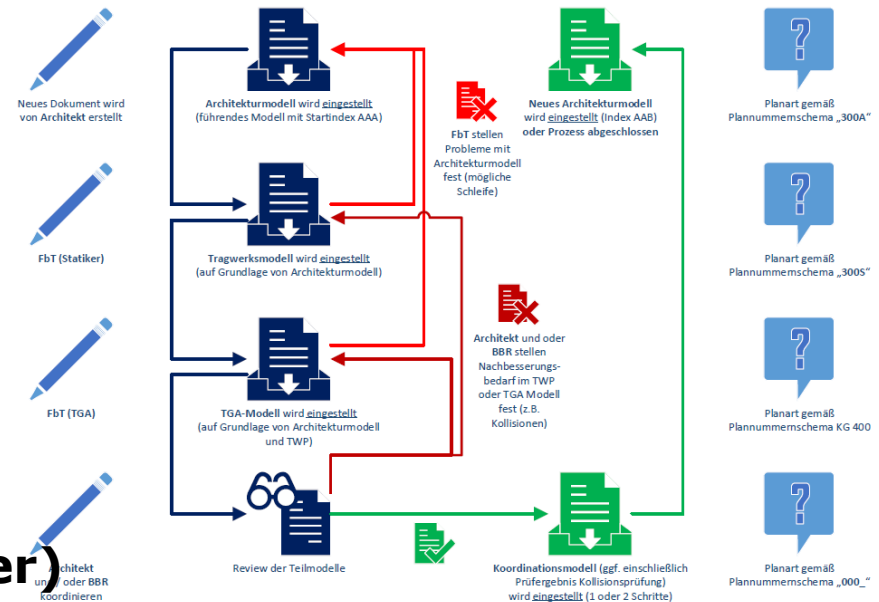 Neues Dokument wird
von Architekt erstellt
Architekturmodell wird eingestellt
(führendes Modell mit Startindex AAA)
FbT stellen
Probleme mit
Architekturmodell
fest (mögliche
Schleife)
Neues Architekturmodell
wird eingestellt (Index AAB)
oder Prozess abgeschlossen
Planart gemäß
Plannummernschema „300A“
FbT (Statiker)
Tragwerksmodell wird eingestellt
(auf Grundlage von Architekturmodell)
Planart gemäß
Plannummernschema „300S“
Architekt und oder
BBR stellen
Nachbesserungs-
bedarf im TWP
oder TGA Modell
fest (z.B.
Kollisionen)
FbT (TGA)
TGA-Modell wird eingestellt
(auf Grundlage von Architekturmodell
und TWP)
Planart gemäß
Plannummernschema KG 400
er)
Architekt
und / oder BBR
koordinieren
Review der Teilmodelle
Koordinationsmodell (ggf. einschließlich
Prüfergebnis Kollisionsprüfung)
wird eingestellt (1 oder 2 Schritte)
Planart gemäß
Plannummernschema „000_“